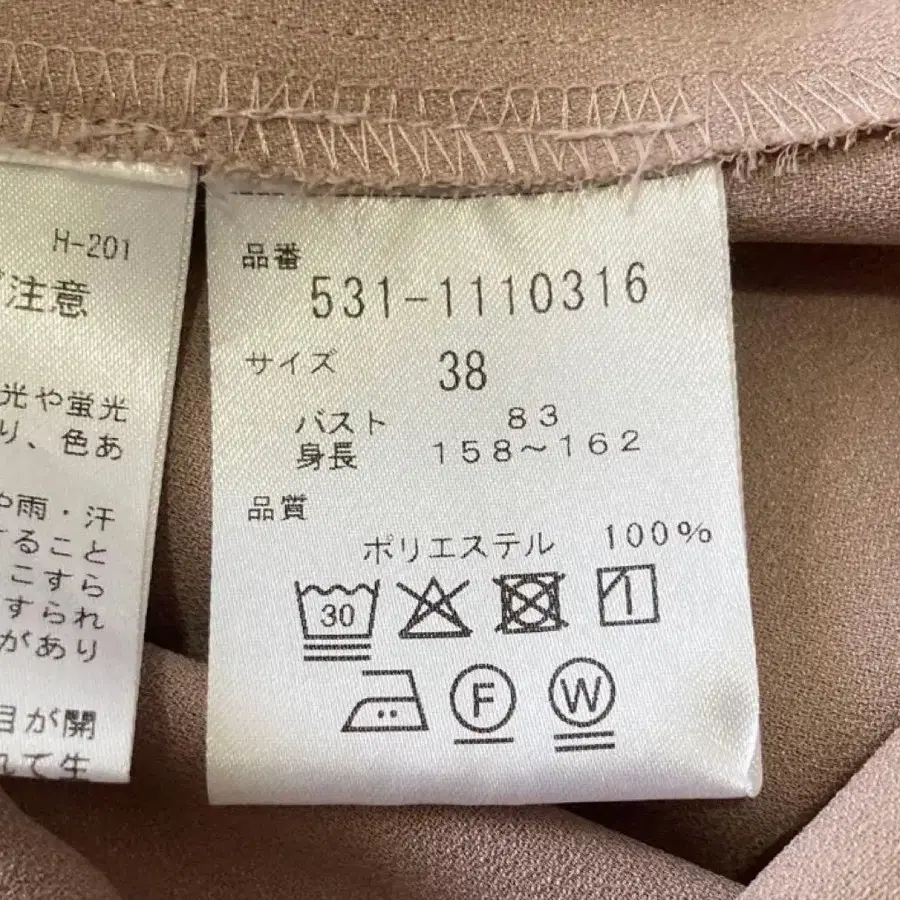 H-201
ご注意
光や蛍光
り、色あ
や雨・汗
すること
こすら
すられ
があり
目が開
れて生
品番
531-1110316
サイズ 38
バスト 83
身長 158~162
品質
ポリエステル 100%
30
F W